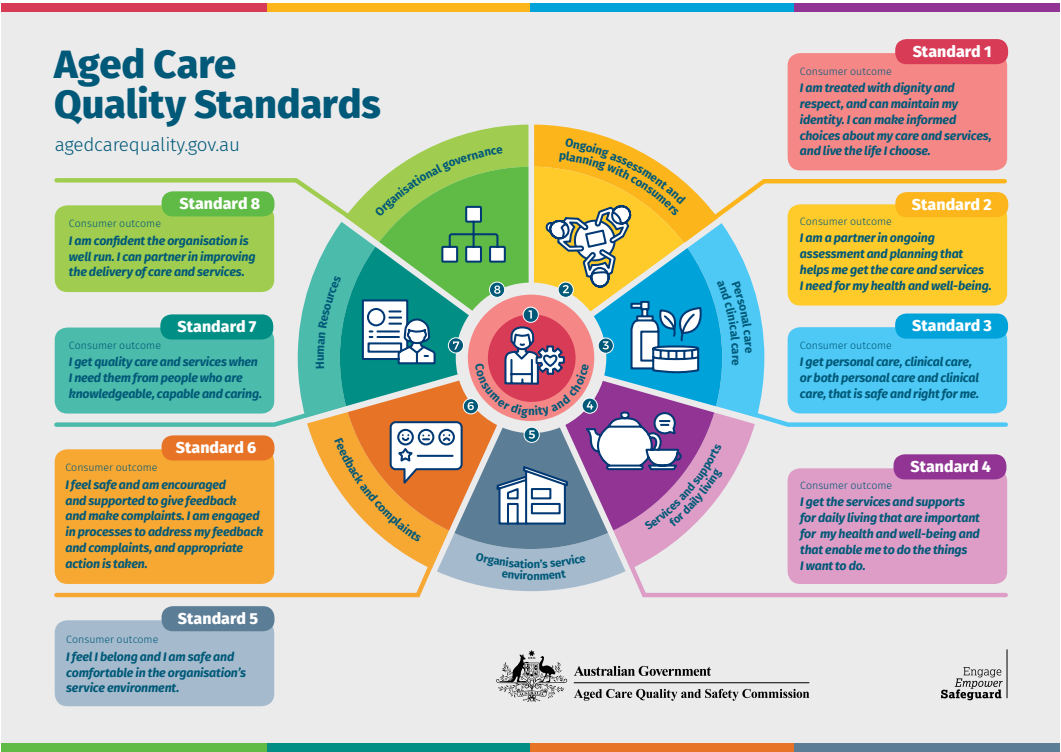 Aged Care
Quality Standards
agedcarequality.gov.au
Standard 1
Consumer outcome
I am treated with dignity and
respect, and can maintain my
identity. I can make informed
choices about my care and services,
and live the life I choose.
Standard 2
Consumer outcome
I am a partner in ongoing
assessment and planning that
helps me get the care and services
I need for my health and well-being.
Standard 3
Consumer outcome
I get personal care, clinical care,
or both personal care and clinical
care, that is safe and right for me.
Standard 4
Consumer outcome
I get the services and supports
for daily living that are important
for my health and well-being and
that enable me to do the things
I want to do.
Standard 8
Consumer outcome
I am confident the organisation is
well run. I can partner in improving
the delivery of care and services.
Standard 7
Consumer outcome
I get quality care and services when
I need them from people who are
knowledgeable, capable and caring.
Standard 6
Consumer outcome
I feel safe and am encouraged
and supported to give feedback
and make complaints. I am engaged
in processes to address my feedback
and complaints, and appropriate
action is taken.
Standard 5
Consumer outcome
I feel I belong and I am safe and
comfortable in the organisation's
service environment.
1
Consumer dignity and choice
2
Ongoing assessment and
planning with consumers
3
Personal care
and clinical care
4
Services and supports
for daily living
5
Organisation's service
environment
6
Feedback and complaints
7
Human Resources
8
Organisational governance
Australian Government
Aged Care Quality and Safety Commission
Engage
Empower
Safeguard